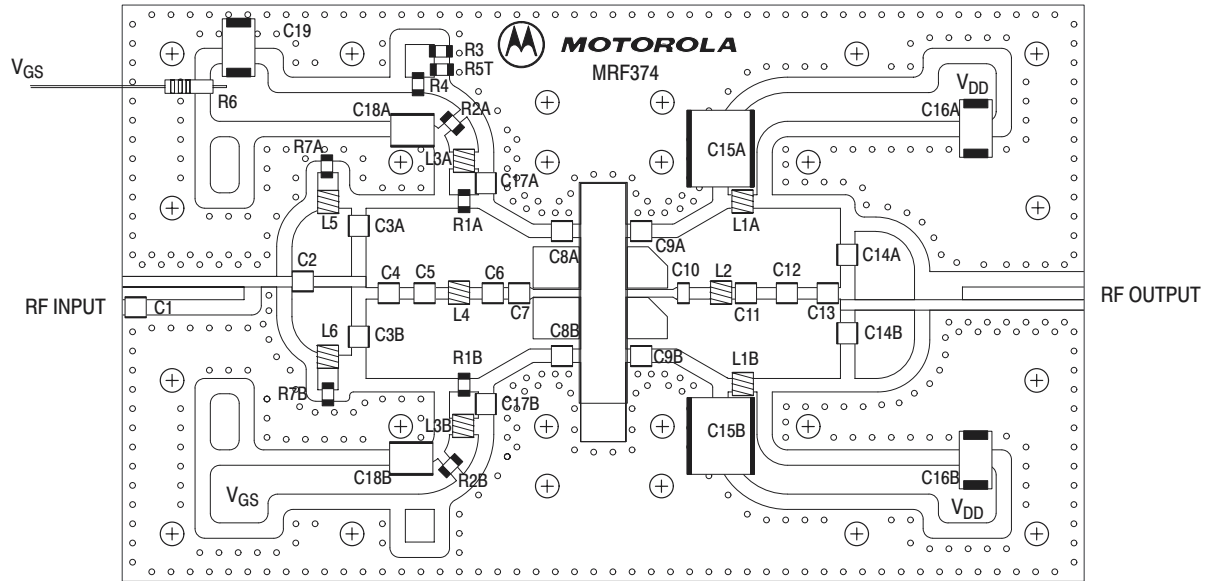 C19
MOTOROLA
MRF374
R3
R5T
R4
VGS
R6
VDD
C16A
C18A
R2A
C15A
R7A
L3A
C17A
L5
C3A
R1A
L1A
C8A
C9A
C14A
C2
C4
C5
C6
C10
L2
C12
RF INPUT
C1
L4
C7
C11
C13
RF OUTPUT
L6
C3B
C8B
C14B
R1B
C9B
L1B
R7B
C17B
L3B
C15B
C18B
R2B
C16B
VGS
VDD